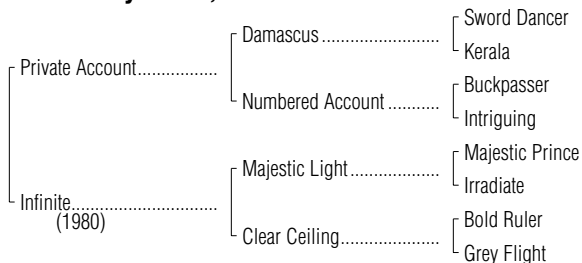 Sword Dancer
Damascus ..............................
Kerala
Private Account.................
Buckpasser
Numbered Account .............
Intriguing
Majestic Prince
Majestic Light......................
Irradiate
Infinite....................................
(1980)
Bold Ruler
Clear Ceiling........................
Grey Flight